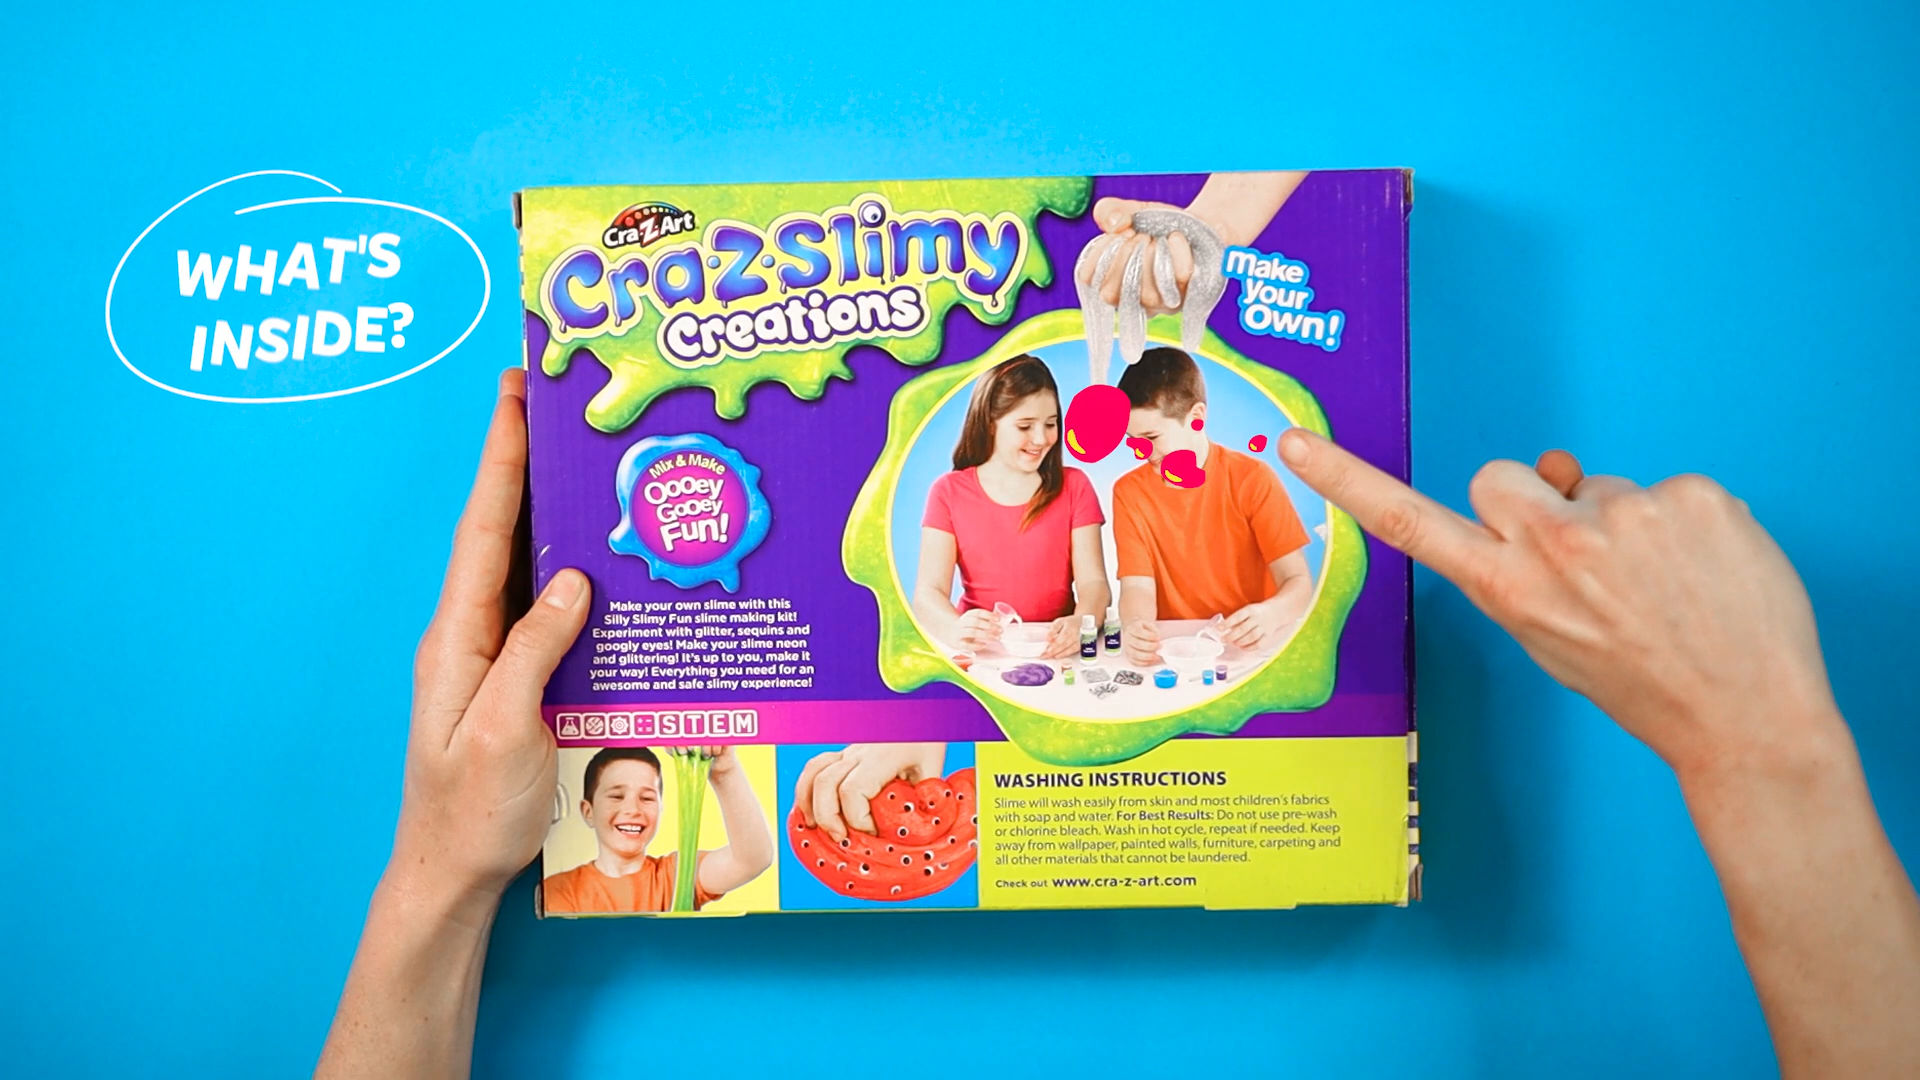 WHAT'S
INSIDE?
Cra-Z-Art
Cra·Z·Slimy
Creations
Make
your
Own!
Mix & Make
OoOey
GoOey
Fun!
Make your own slime with this
Silly Slimy Fun slime making kit!
Experiment with glitter, sequins and
googly eyes! Make your slime neon
and glittering! It's up to you, make it
your way! Everything you need for an
awesome and safe slimy experience!
STEM
WASHING INSTRUCTIONS
Slime will wash easily from skin and most children's fabrics
with soap and water. For Best Results: Do not use pre-wash
or chlorine bleach. Wash in hot cycle, repeat if needed. Keep
away from wallpaper, painted walls, furniture, carpeting and
all other materials that cannot be laundered.
Check out www.cra-z-art.com